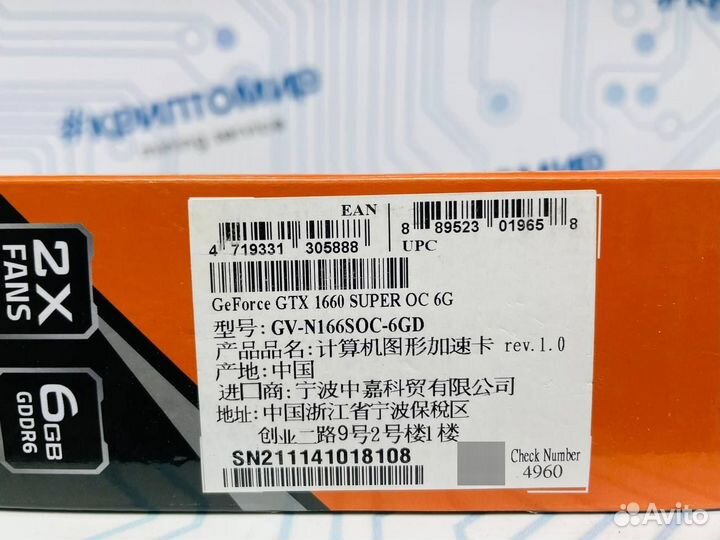 #криптомир
mining service
2X
FANS
6GB
GDDR6
EAN
4 719331 305888
8 89523 01965 8
UPC
GeForce GTX 1660 SUPER OC 6G
型号: GV-N166SOC-6GD
产品品名: 计算机图形加速卡 rev.1.0
产地: 中国
进口商: 宁波中嘉科贸有限公司
地址: 中国浙江省宁波保税区
创业二路9号2号楼1楼
SN211141018108
Check Number
4960
Avito